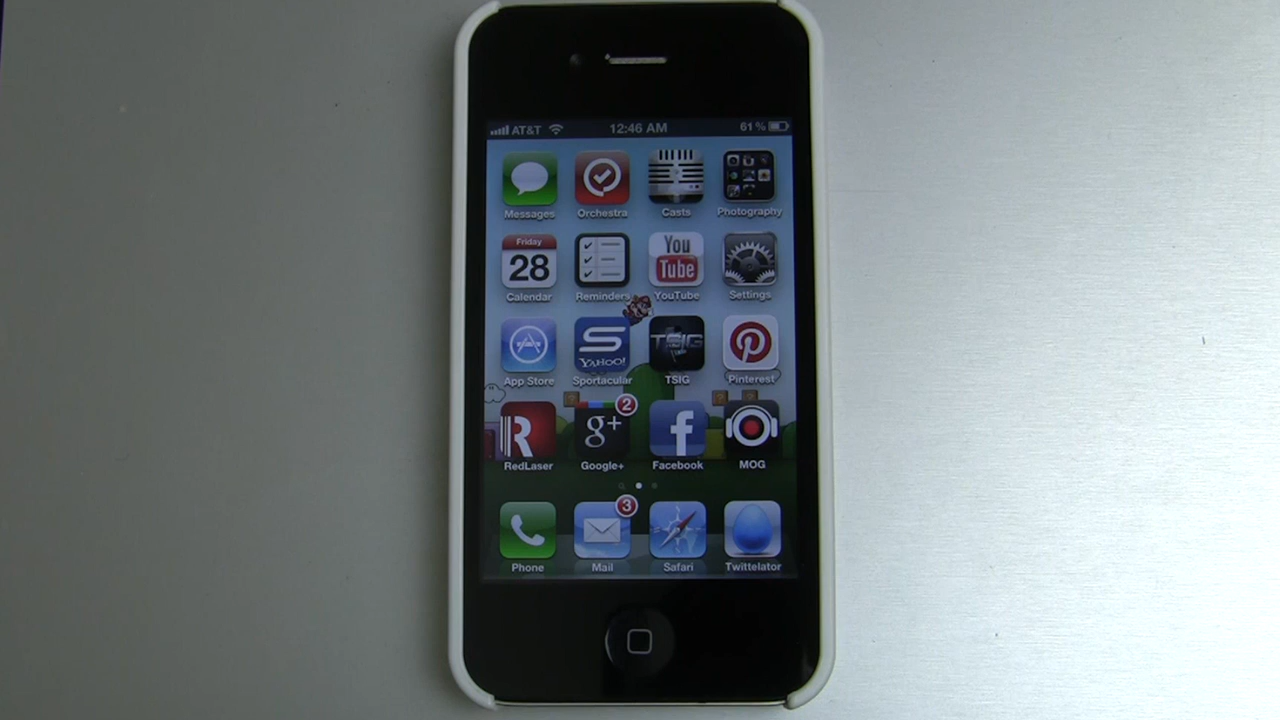 AT&T 12:46 AM 61 %
Messages Orchestra Casts Photography
Friday You
28 Tube
Calendar Reminders YouTube Settings
S YAHOO! TSIG
App Store Sportacular TSIG Pinterest
2
R g+ f
RedLaser Google+ Facebook MOG
3
Phone Mail Safari Twittelator